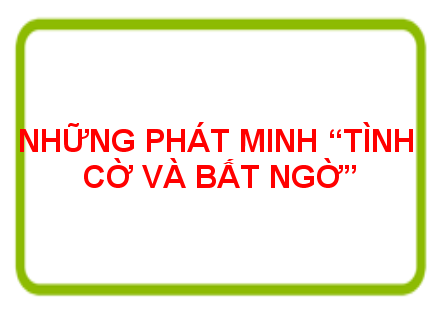 NHỮNG PHÁT MINH “TÌNH
CỜ VÀ BẤT NGỜ”